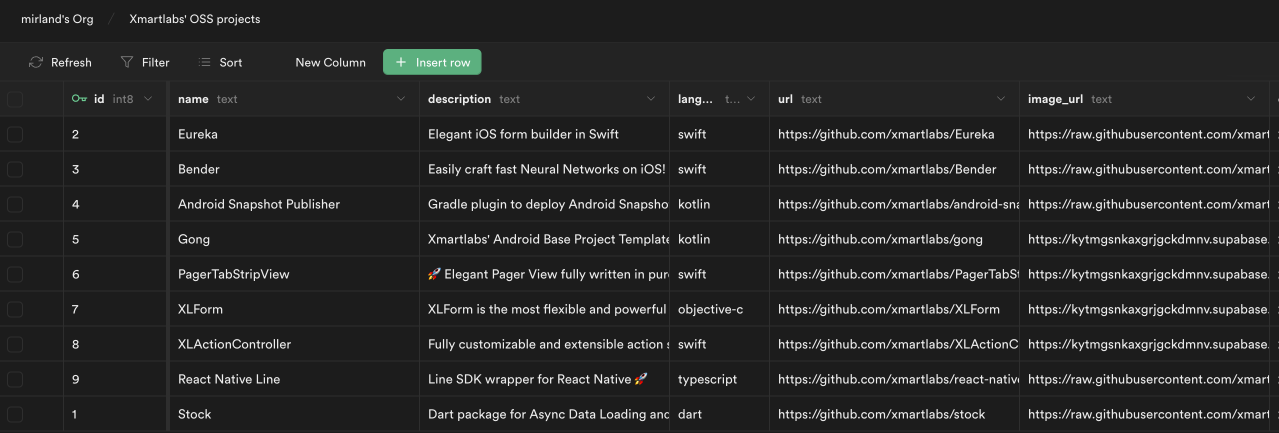 mirland's Org / Xmartlabs' OSS projects
Refresh Filter Sort New Column + Insert row
id int8 name text description text lang... t... url text image_url text
2 Eureka Elegant iOS form builder in Swift swift https://github.com/xmartlabs/Eureka https://raw.githubusercontent.com/xmart
3 Bender Easily craft fast Neural Networks on iOS! swift https://github.com/xmartlabs/Bender https://raw.githubusercontent.com/xmart
4 Android Snapshot Publisher Gradle plugin to deploy Android Snapsho kotlin https://github.com/xmartlabs/android-sna https://raw.githubusercontent.com/xmart
5 Gong Xmartlabs' Android Base Project Template kotlin https://github.com/xmartlabs/gong https://kytmgsnkaxgrjgckdmnv.supabase.
6 PagerTabStripView 🚀 Elegant Pager View fully written in pur swift https://github.com/xmartlabs/PagerTabSt https://kytmgsnkaxgrjgckdmnv.supabase.
7 XLForm XLForm is the most flexible and powerful objective-c https://github.com/xmartlabs/XLForm https://kytmgsnkaxgrjgckdmnv.supabase.
8 XLActionController Fully customizable and extensible action s swift https://github.com/xmartlabs/XLActionC https://kytmgsnkaxgrjgckdmnv.supabase.
9 React Native Line Line SDK wrapper for React Native 🚀 typescript https://github.com/xmartlabs/react-native https://raw.githubusercontent.com/xmart
1 Stock Dart package for Async Data Loading and dart https://github.com/xmartlabs/stock https://raw.githubusercontent.com/xmart